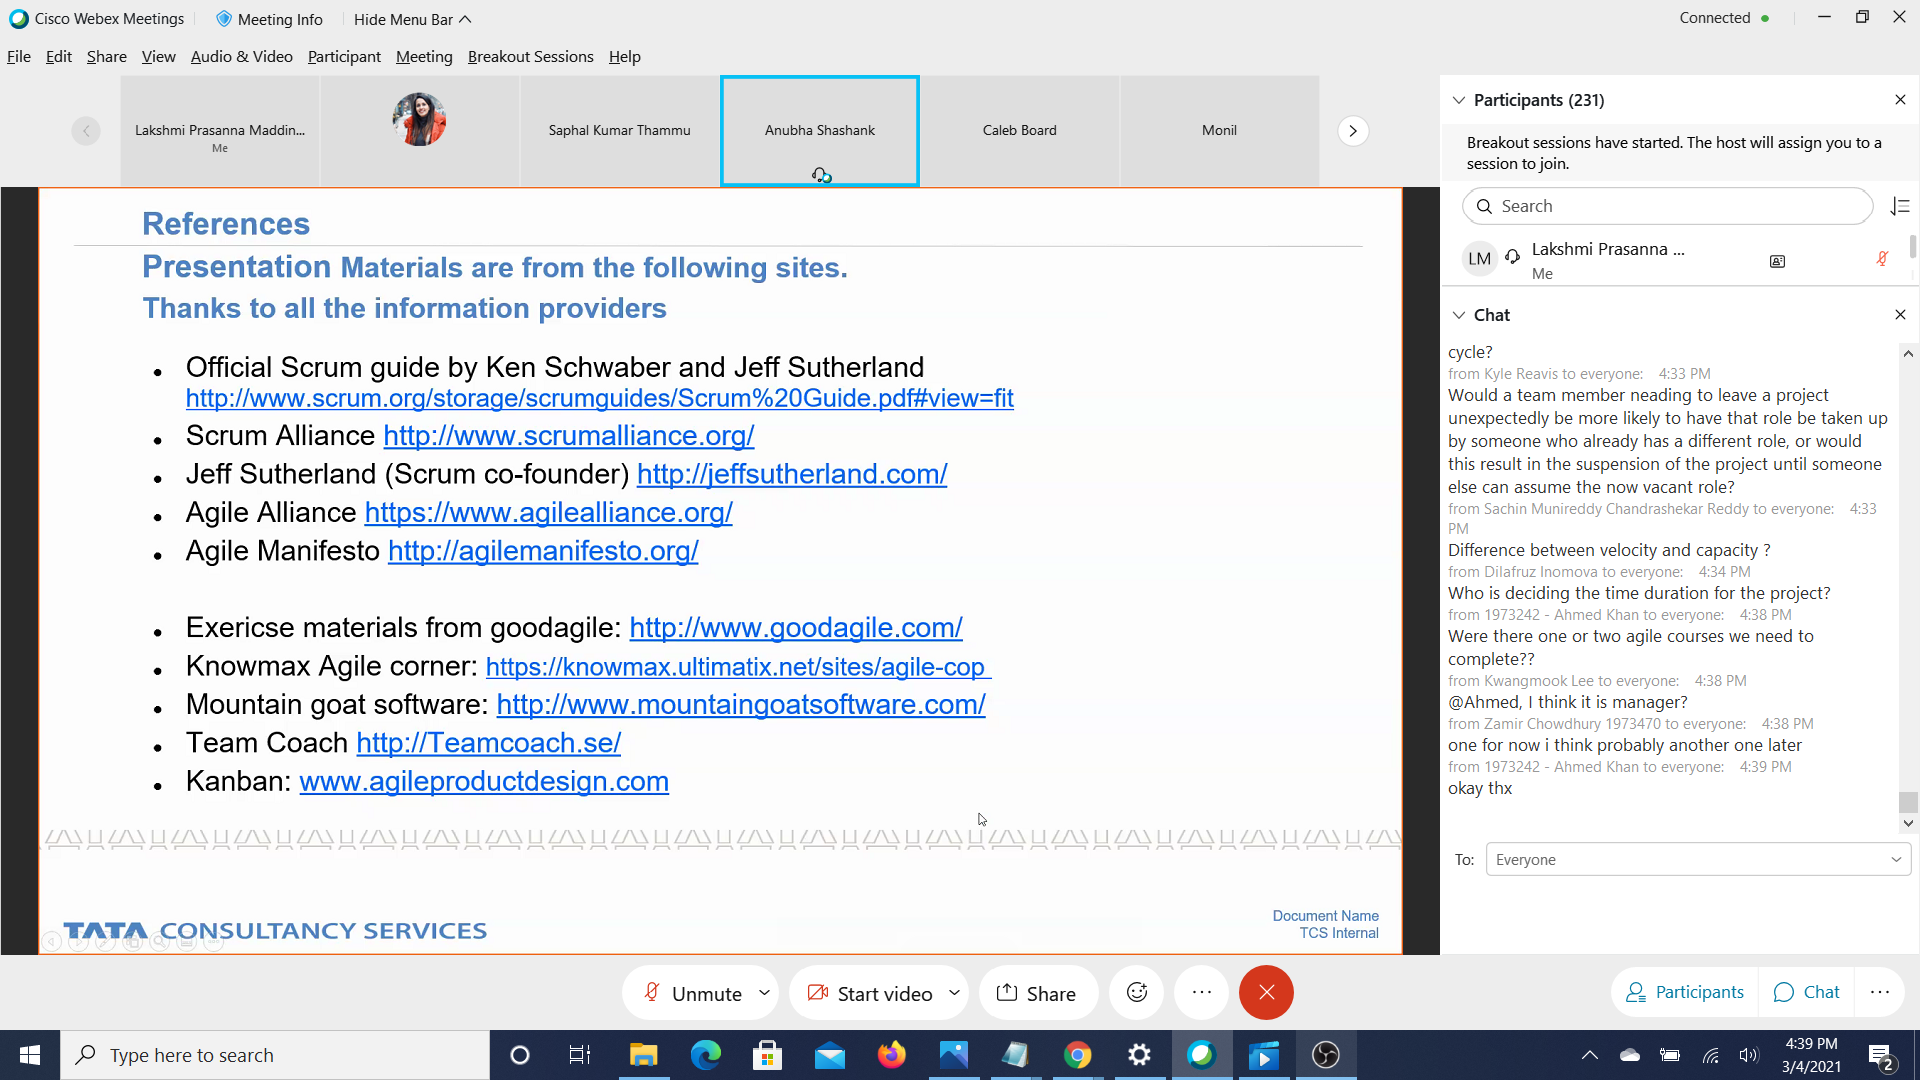 Cisco Webex Meetings
Meeting Info
Hide Menu Bar
Connected
File Edit Share View Audio & Video Participant Meeting Breakout Sessions Help
Lakshmi Prasanna Maddin...
Me
Saphal Kumar Thammu
Anubha Shashank
Caleb Board
Monil
References
Presentation Materials are from the following sites.
Thanks to all the information providers
Official Scrum guide by Ken Schwaber and Jeff Sutherland
http://www.scrum.org/storage/scrumguides/Scrum%20Guide.pdf#view=fit
Scrum Alliance http://www.scrumalliance.org/
Jeff Sutherland (Scrum co-founder) http://jeffsutherland.com/
Agile Alliance https://www.agilealliance.org/
Agile Manifesto http://agilemanifesto.org/
Exericse materials from goodagile: http://www.goodagile.com/
Knowmax Agile corner: https://knowmax.ultimatix.net/sites/agile-cop
Mountain goat software: http://www.mountaingoatsoftware.com/
Team Coach http://Teamcoach.se/
Kanban: www.agileproductdesign.com
TATA CONSULTANCY SERVICES
Document Name
TCS Internal
Participants (231)
Breakout sessions have started. The host will assign you to a
session to join.
Search
LM
Lakshmi Prasanna ...
Me
Chat
cycle?
from Kyle Reavis to everyone: 4:33 PM
Would a team member neading to leave a project
unexpectedly be more likely to have that role be taken up
by someone who already has a different role, or would
this result in the suspension of the project until someone
else can assume the now vacant role?
from Sachin Munireddy Chandrashekar Reddy to everyone: 4:33
PM
Difference between velocity and capacity ?
from Dilafruz Inomova to everyone: 4:34 PM
Who is deciding the time duration for the project?
from 1973242 - Ahmed Khan to everyone: 4:38 PM
Were there one or two agile courses we need to
complete??
from Kwangmook Lee to everyone: 4:38 PM
@Ahmed, I think it is manager?
from Zamir Chowdhury 1973470 to everyone: 4:38 PM
one for now i think probably another one later
from 1973242 - Ahmed Khan to everyone: 4:39 PM
okay thx
To: Everyone
Unmute
Start video
Share
Participants
Chat
Type here to search
4:39 PM
3/4/2021
2